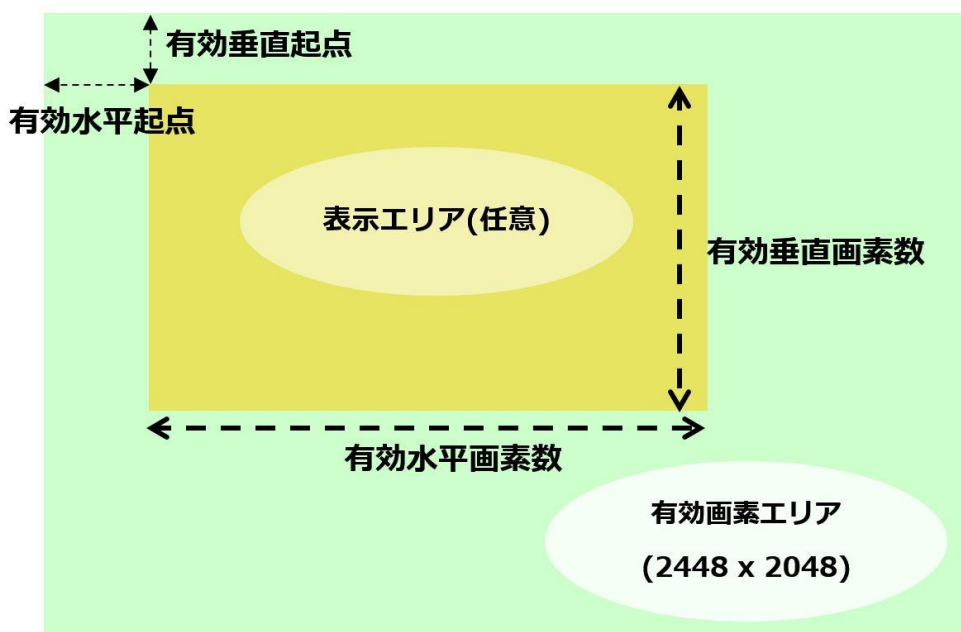 有効垂直起点
有効水平起点
表示エリア(任意)
有効垂直画素数
有効水平画素数
有効画素エリア
(2448 x 2048)